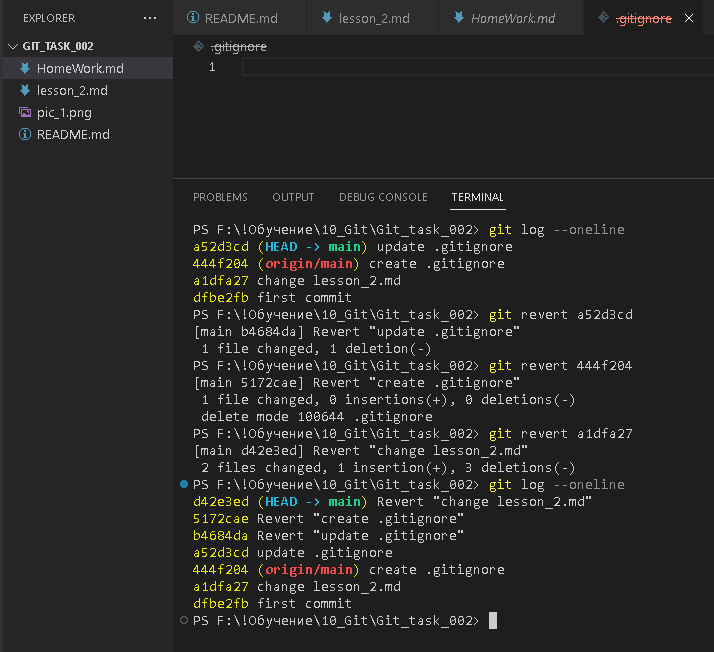 EXPLORER
GIT_TASK_002
HomeWork.md
lesson_2.md
pic_1.png
README.md
README.md
lesson_2.md
HomeWork.md
.gitignore
.gitignore
1
PROBLEMS
OUTPUT
DEBUG CONSOLE
TERMINAL
PS F:\!Обучение\10_Git\Git_task_002> git log --oneline
a52d3cd (HEAD -> main) update .gitignore
444f204 (origin/main) create .gitignore
a1dfa27 change lesson_2.md
dfbe2fb first commit
PS F:\!Обучение\10_Git\Git_task_002> git revert a52d3cd
[main b4684da] Revert "update .gitignore"
1 file changed, 1 deletion(-)
PS F:\!Обучение\10_Git\Git_task_002> git revert 444f204
[main 5172cae] Revert "create .gitignore"
1 file changed, 0 insertions(+), 0 deletions(-)
delete mode 100644 .gitignore
PS F:\!Обучение\10_Git\Git_task_002> git revert a1dfa27
[main d42e3ed] Revert "change lesson_2.md"
2 files changed, 1 insertion(+), 3 deletions(-)
PS F:\!Обучение\10_Git\Git_task_002> git log --oneline
d42e3ed (HEAD -> main) Revert "change lesson_2.md"
5172cae Revert "create .gitignore"
b4684da Revert "update .gitignore"
a52d3cd update .gitignore
444f204 (origin/main) create .gitignore
a1dfa27 change lesson_2.md
dfbe2fb first commit
PS F:\!Обучение\10_Git\Git_task_002>